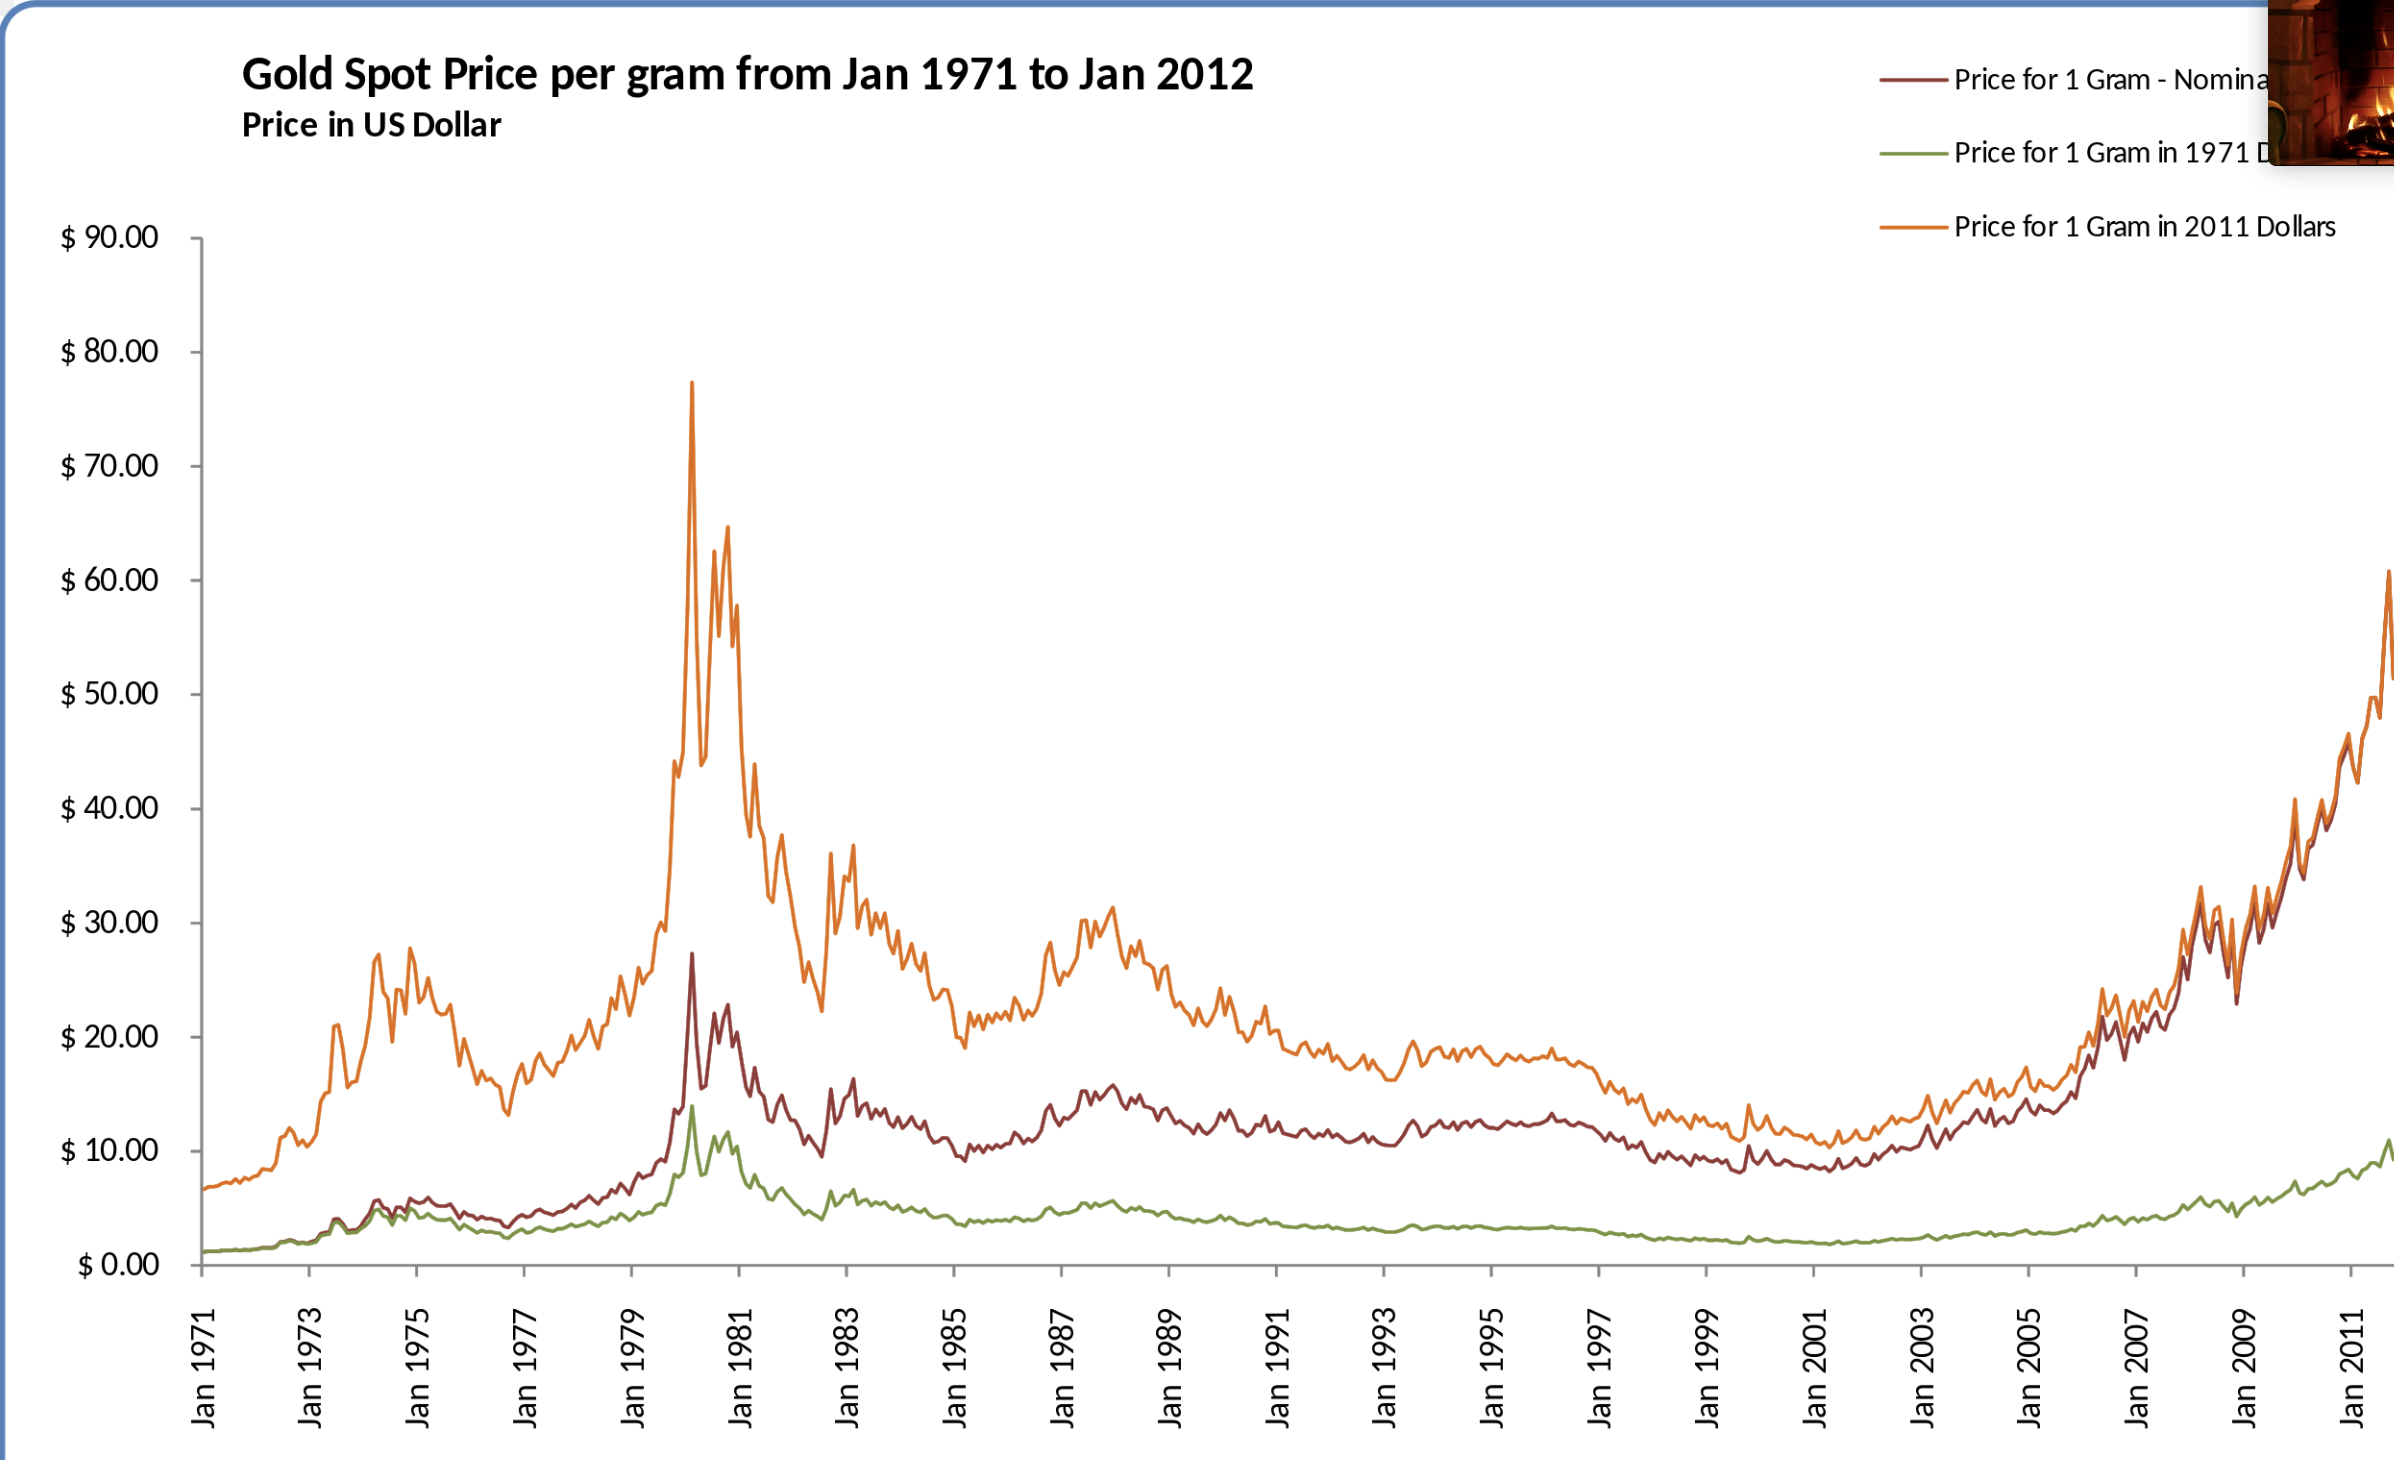 Gold Spot Price per gram from Jan 1971 to Jan 2012
Price in US Dollar
Price for 1 Gram - Nomina
Price for 1 Gram in 1971 D
Price for 1 Gram in 2011 Dollars
$ 90.00
$ 80.00
$ 70.00
$ 60.00
$ 50.00
$ 40.00
$ 30.00
$ 20.00
$ 10.00
$ 0.00
Jan 1971
Jan 1973
Jan 1975
Jan 1977
Jan 1979
Jan 1981
Jan 1983
Jan 1985
Jan 1987
Jan 1989
Jan 1991
Jan 1993
Jan 1995
Jan 1997
Jan 1999
Jan 2001
Jan 2003
Jan 2005
Jan 2007
Jan 2009
Jan 2011